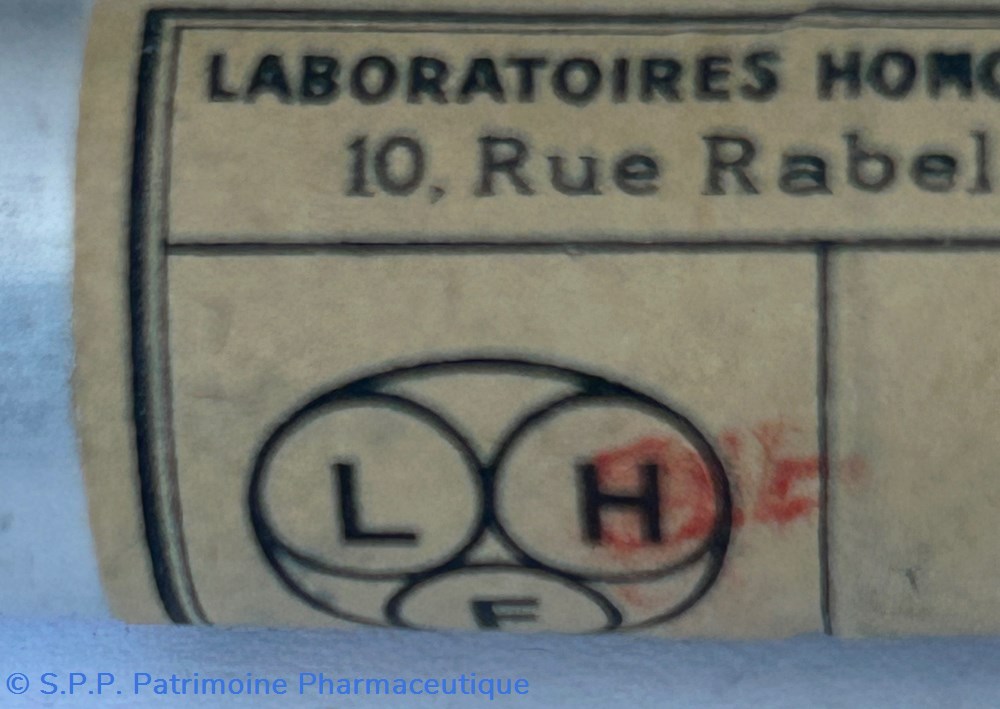 LABORATOIRES HOMO
10, Rue Rabel
L H
F
© S.P.P. Patrimoine Pharmaceutique